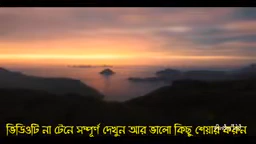 ভিডিওটি না টেনে সম্পূর্ণ দেখুন আর ভালো কিছু শেয়ার করুন